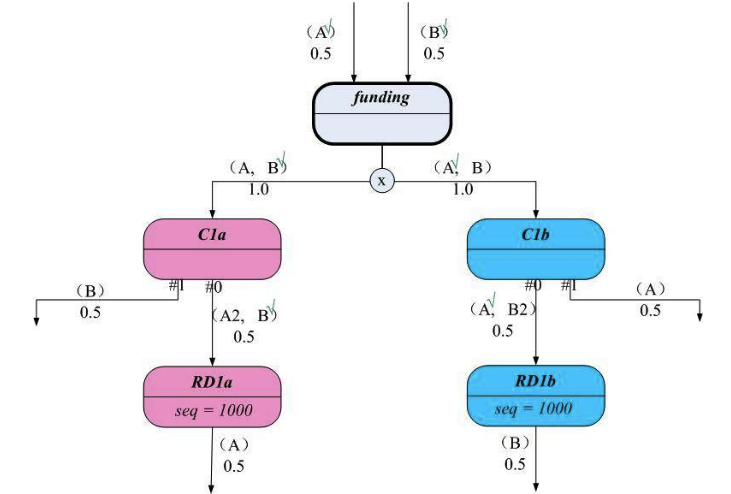 (A√) (B√)
0.5 0.5
funding
(A, B√) (A√, B)
1.0 x 1.0
C1a C1b
#1 #0 #0 #1
(B) (A)
0.5 0.5
(A2, B√) (A√, B2)
0.5 0.5
RD1a RD1b
seq = 1000 seq = 1000
(A) (B)
0.5 0.5